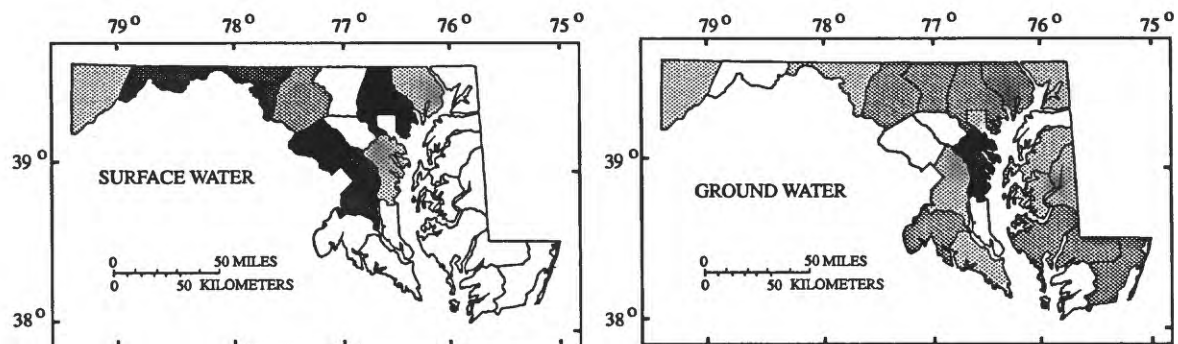 79° 78° 77° 76° 75°
39°
38°
SURFACE WATER
0 50 MILES
0 50 KILOMETERS
79° 78° 77° 76° 75°
39°
38°
GROUND WATER
0 50 MILES
0 50 KILOMETERS